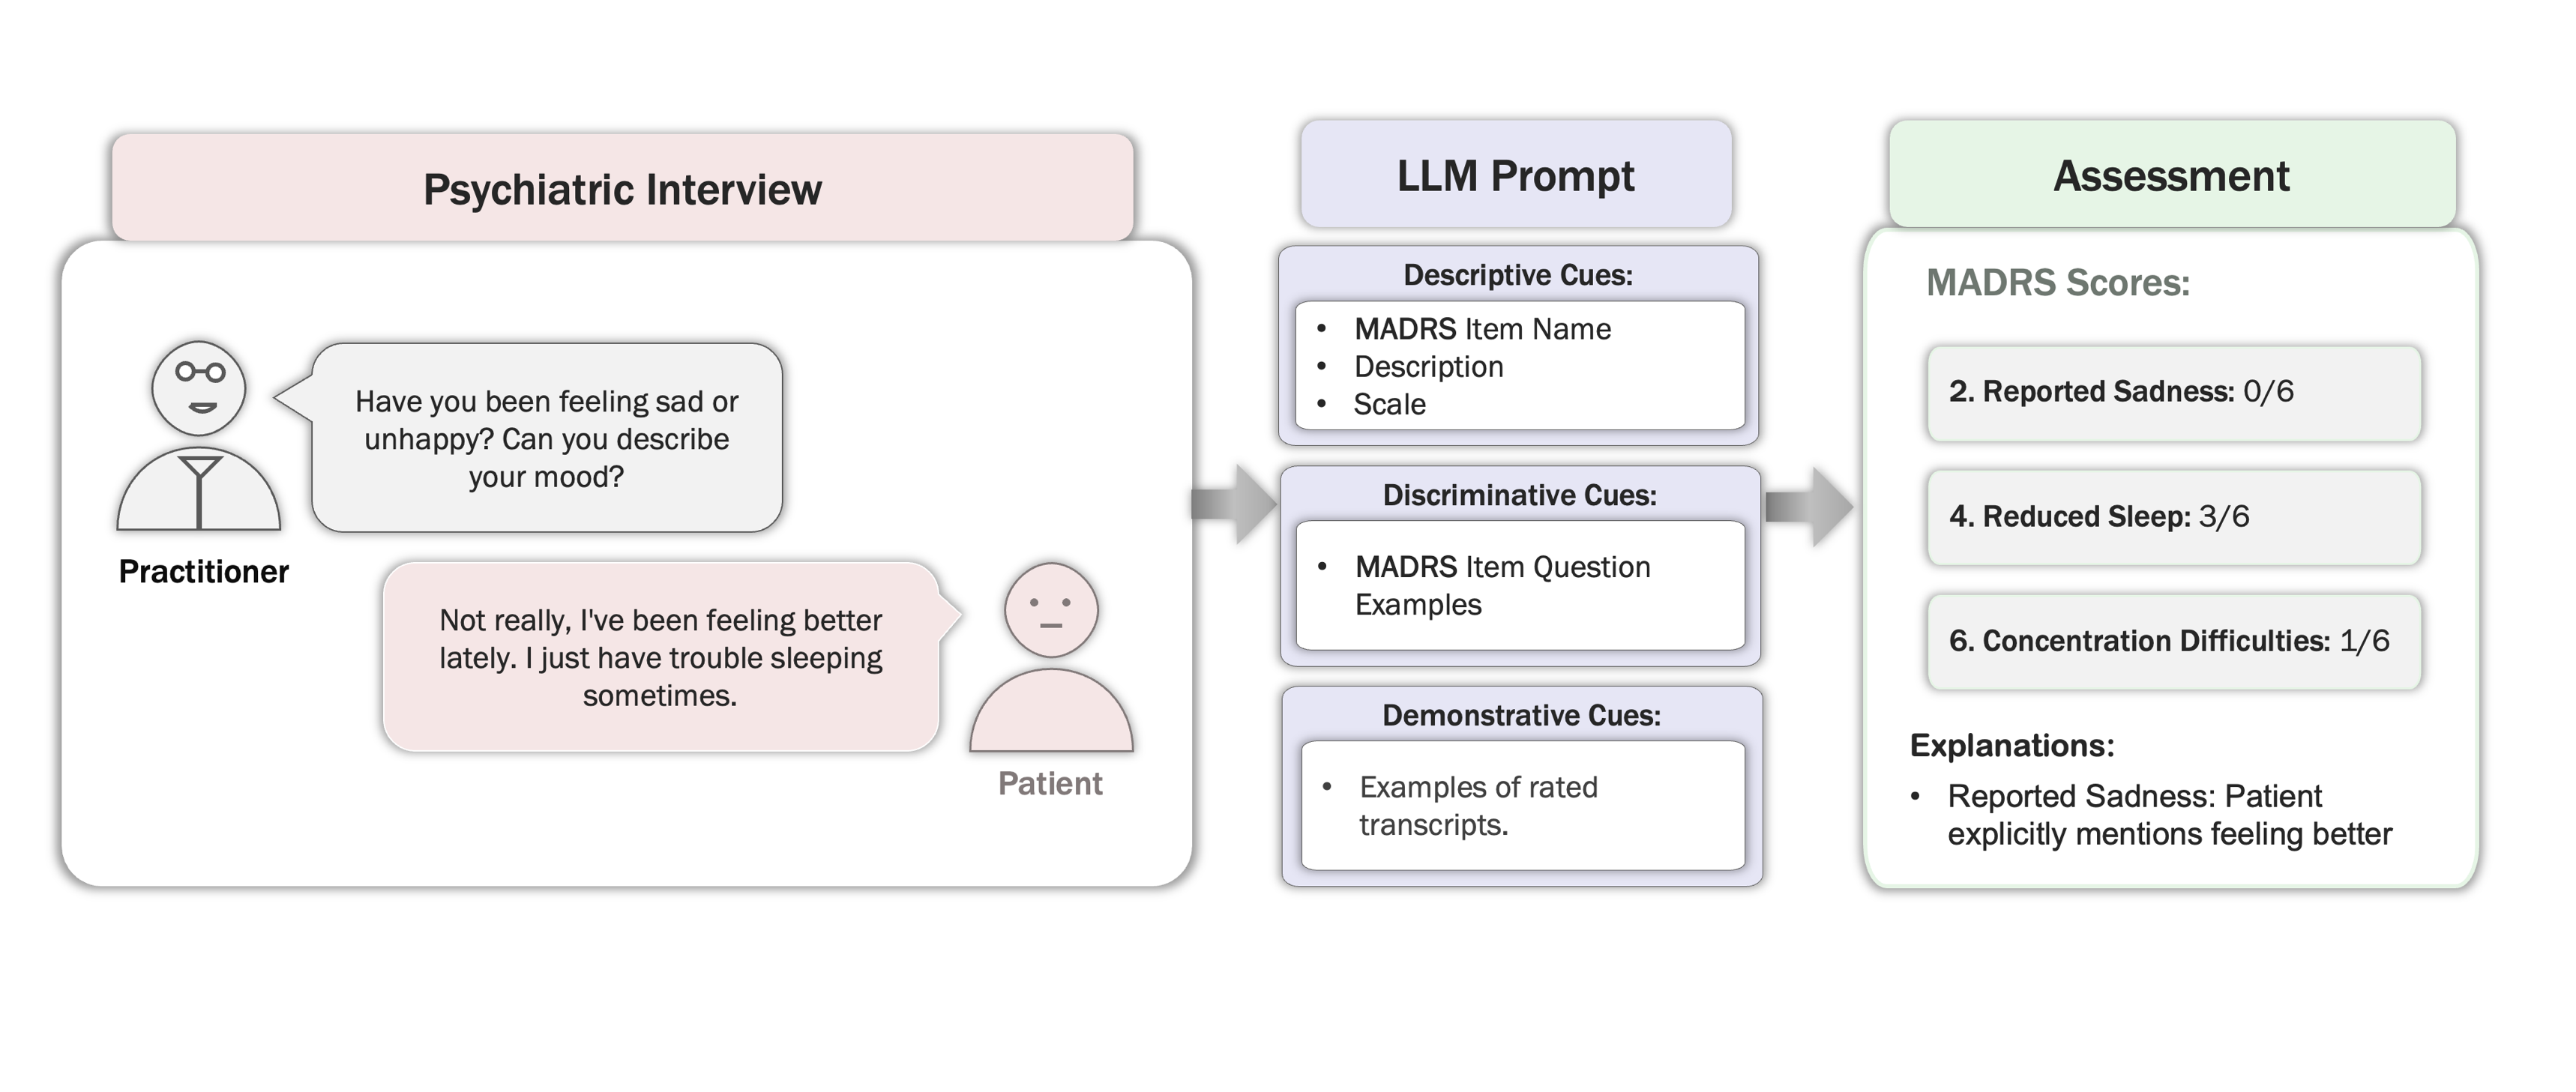 Psychiatric Interview
Have you been feeling sad or
unhappy? Can you describe
your mood?
Practitioner
Not really, I've been feeling better
lately. I just have trouble sleeping
sometimes.
Patient
LLM Prompt
Descriptive Cues:
• MADRS Item Name
• Description
• Scale
Discriminative Cues:
• MADRS Item Question
Examples
Demonstrative Cues:
• Examples of rated
transcripts.
Assessment
MADRS Scores:
2. Reported Sadness: 0/6
4. Reduced Sleep: 3/6
6. Concentration Difficulties: 1/6
Explanations:
• Reported Sadness: Patient
explicitly mentions feeling better